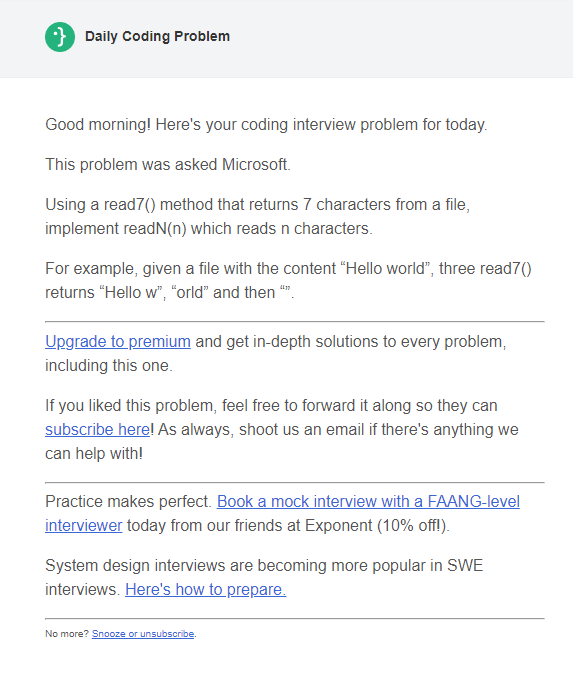 Daily Coding Problem
Good morning! Here's your coding interview problem for today.
This problem was asked Microsoft.
Using a read7() method that returns 7 characters from a file,
implement readN(n) which reads n characters.
For example, given a file with the content “Hello world”, three read7()
returns “Hello w”, “orld” and then “”.
Upgrade to premium and get in-depth solutions to every problem,
including this one.
If you liked this problem, feel free to forward it along so they can
subscribe here! As always, shoot us an email if there's anything we
can help with!
Practice makes perfect. Book a mock interview with a FAANG-level
interviewer today from our friends at Exponent (10% off!).
System design interviews are becoming more popular in SWE
interviews. Here's how to prepare.
No more? Snooze or unsubscribe.